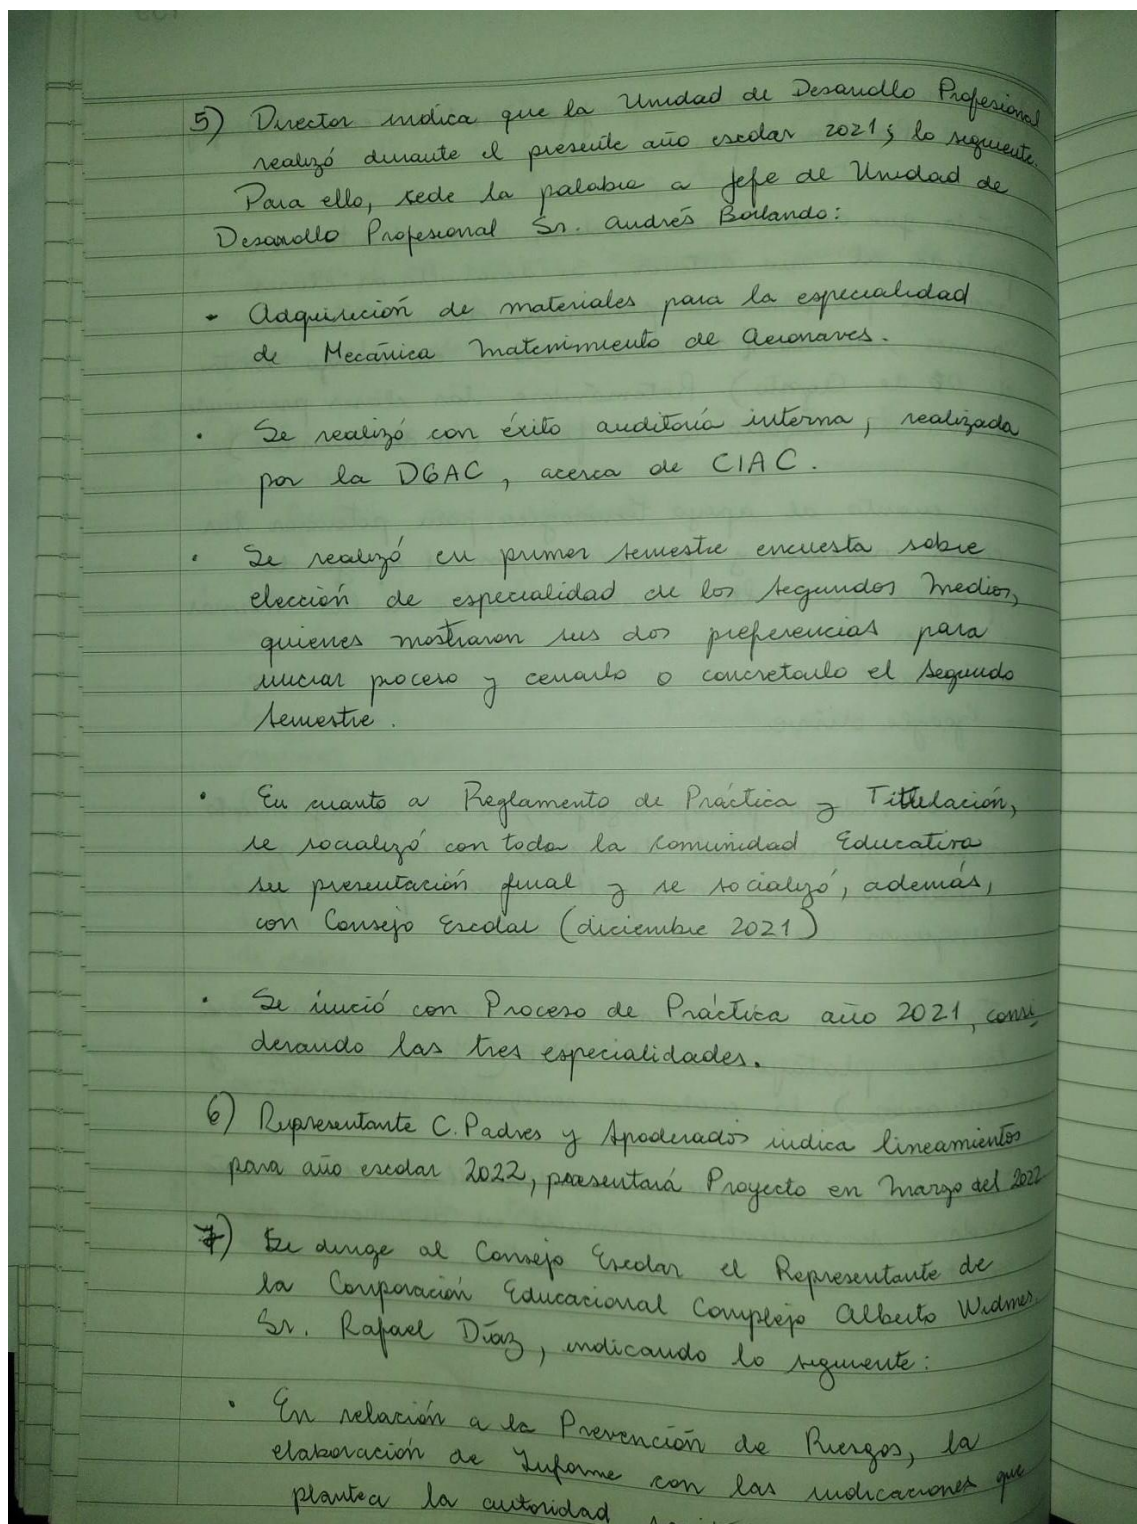 5) Director indica que la Unidad de Desarrollo Profesional
realizó durante el presente año escolar 2021; lo siguiente.
Para ello, sede la palabra a jefe de Unidad de
Desarrollo Profesional Sr. Andrés Borlando:
- Adquisición de materiales para la especialidad
de Mecánica Matenimiento de Aeronaves.
· Se realizó con éxito auditoría interna, realizada
por la DGAC, acerca de CIAC.
· Se realizó en primer semestre encuesta sobre
elección de especialidad de los segundos medios,
quienes mostraron sus dos preferencias para
iniciar proceso y cerrarlo o concretarlo el segundo
semestre.
· En cuanto a Reglamento de Práctica y Titulación,
se socializó con toda la comunidad Educativa
su presentación final y se socializó, además,
con Consejo Escolar (diciembre 2021)
· Se inició con Proceso de Práctica año 2021, consi
derando las tres especialidades.
6) Representante C. Padres y Apoderados indica lineamientos
para año escolar 2022, presentará Proyecto en Marzo del 2022
7) Se dirige al Consejo Escolar el Representante de
la Corporación Educacional Complejo Alberto Widmer.
Sr. Rafael Díaz, indicando lo siguiente:
· En relación a la Prevención de Riesgos, la
elaboración de Informe con las indicaciones que
plantea la autoridad